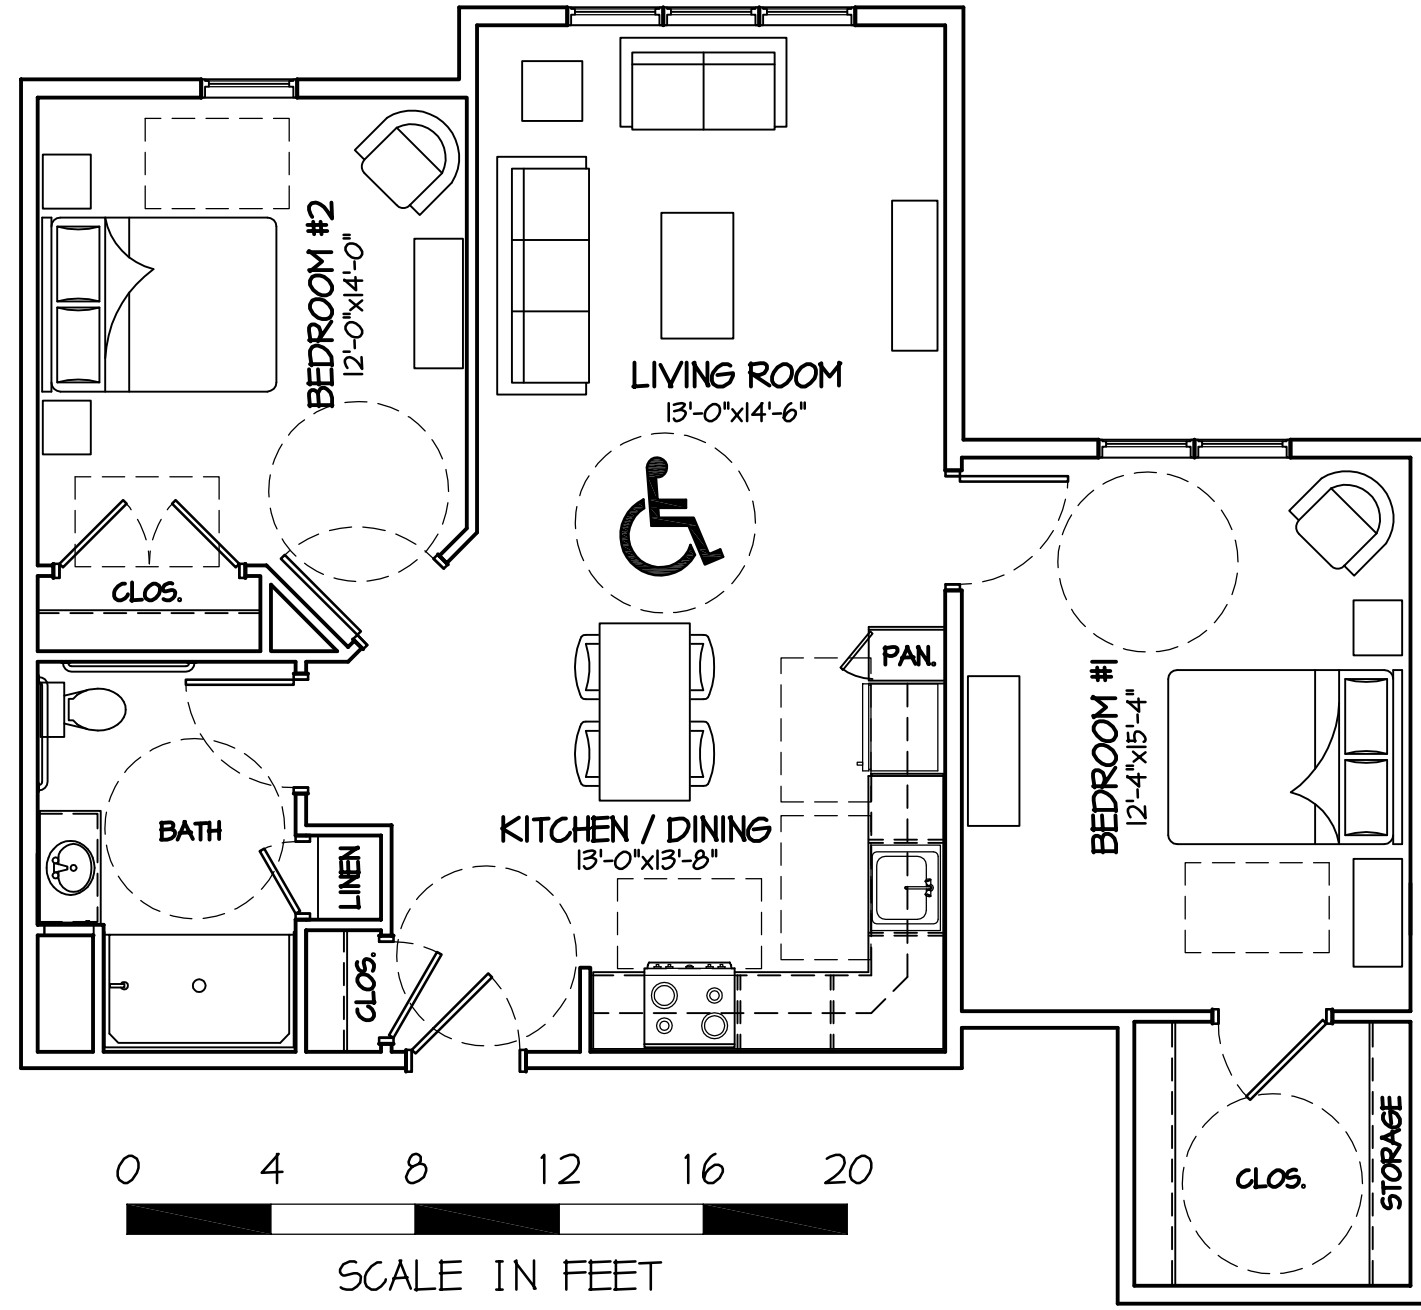 BEDROOM #2
12'-0"x14'-0"
LIVING ROOM
13'-0"x14'-6"
CLOS.
PAN.
BEDROOM #1
12'-4"x15'-4"
BATH
KITCHEN / DINING
13'-0"x13'-8"
LINEN
CLOS.
CLOS.
STORAGE
0 4 8 12 16 20
SCALE IN FEET